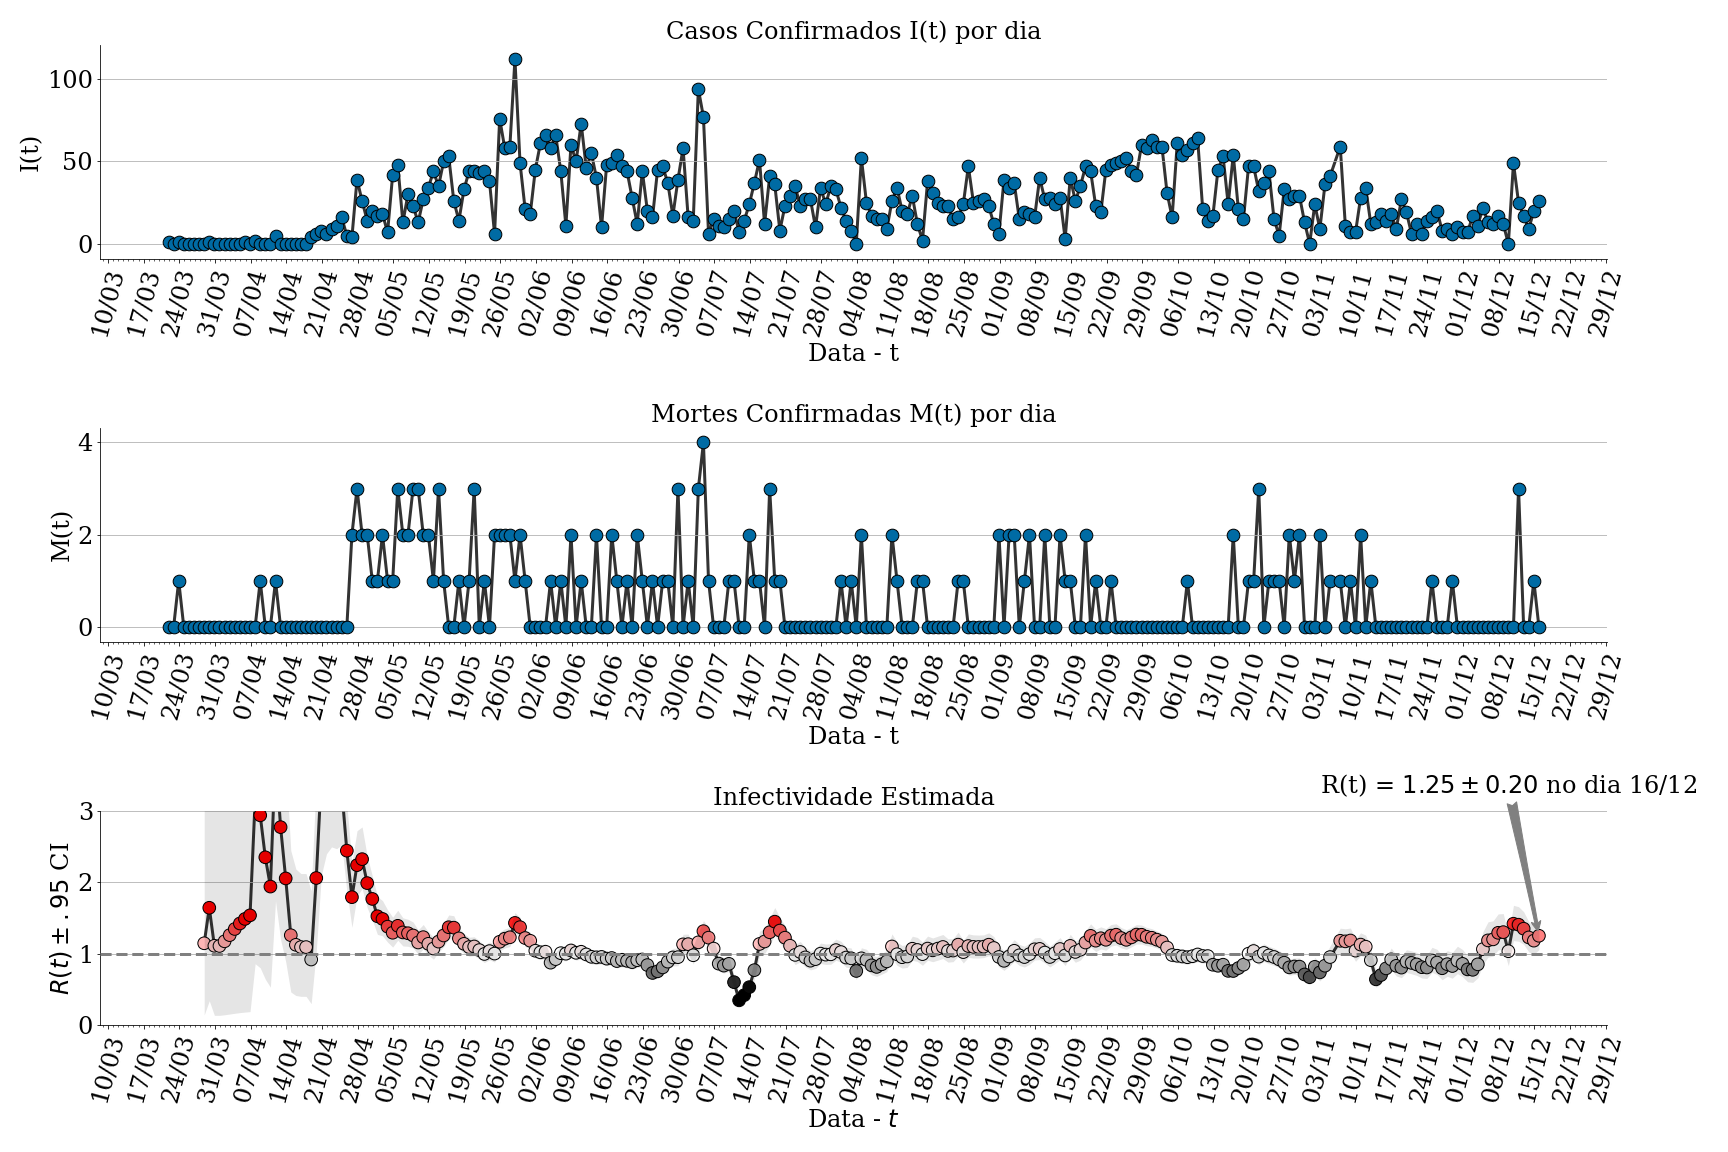 Casos Confirmados I(t) por dia
I(t)
100
50
0
10/03 17/03 24/03 31/03 07/04 14/04 21/04 28/04 05/05 12/05 19/05 26/05 02/06 09/06 16/06 23/06 30/06 07/07 14/07 21/07 28/07 04/08 11/08 18/08 25/08 01/09 08/09 15/09 22/09 29/09 06/10 13/10 20/10 27/10 03/11 10/11 17/11 24/11 01/12 08/12 15/12 22/12 29/12
Data - t
Mortes Confirmadas M(t) por dia
M(t)
4
2
0
10/03 17/03 24/03 31/03 07/04 14/04 21/04 28/04 05/05 12/05 19/05 26/05 02/06 09/06 16/06 23/06 30/06 07/07 14/07 21/07 28/07 04/08 11/08 18/08 25/08 01/09 08/09 15/09 22/09 29/09 06/10 13/10 20/10 27/10 03/11 10/11 17/11 24/11 01/12 08/12 15/12 22/12 29/12
Data - t
R(t) = 1.25 ± 0.20 no dia 16/12
Infectividade Estimada
R(t) ± .95 CI
3
2
1
0
10/03 17/03 24/03 31/03 07/04 14/04 21/04 28/04 05/05 12/05 19/05 26/05 02/06 09/06 16/06 23/06 30/06 07/07 14/07 21/07 28/07 04/08 11/08 18/08 25/08 01/09 08/09 15/09 22/09 29/09 06/10 13/10 20/10 27/10 03/11 10/11 17/11 24/11 01/12 08/12 15/12 22/12 29/12
Data - t